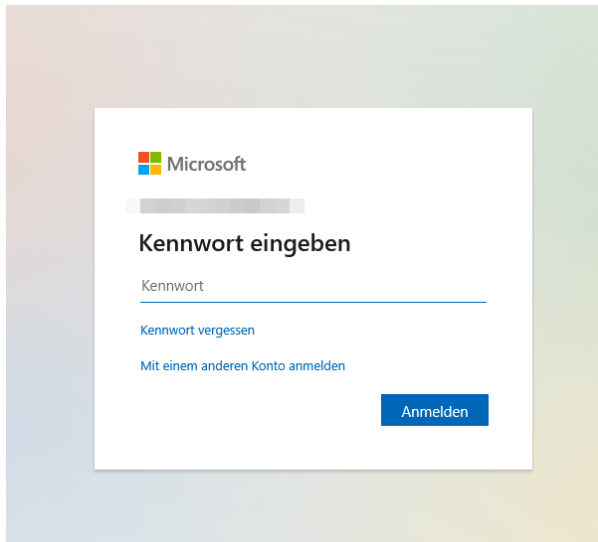 Microsoft
Kennwort eingeben
Kennwort
Kennwort vergessen
Mit einem anderen Konto anmelden
Anmelden